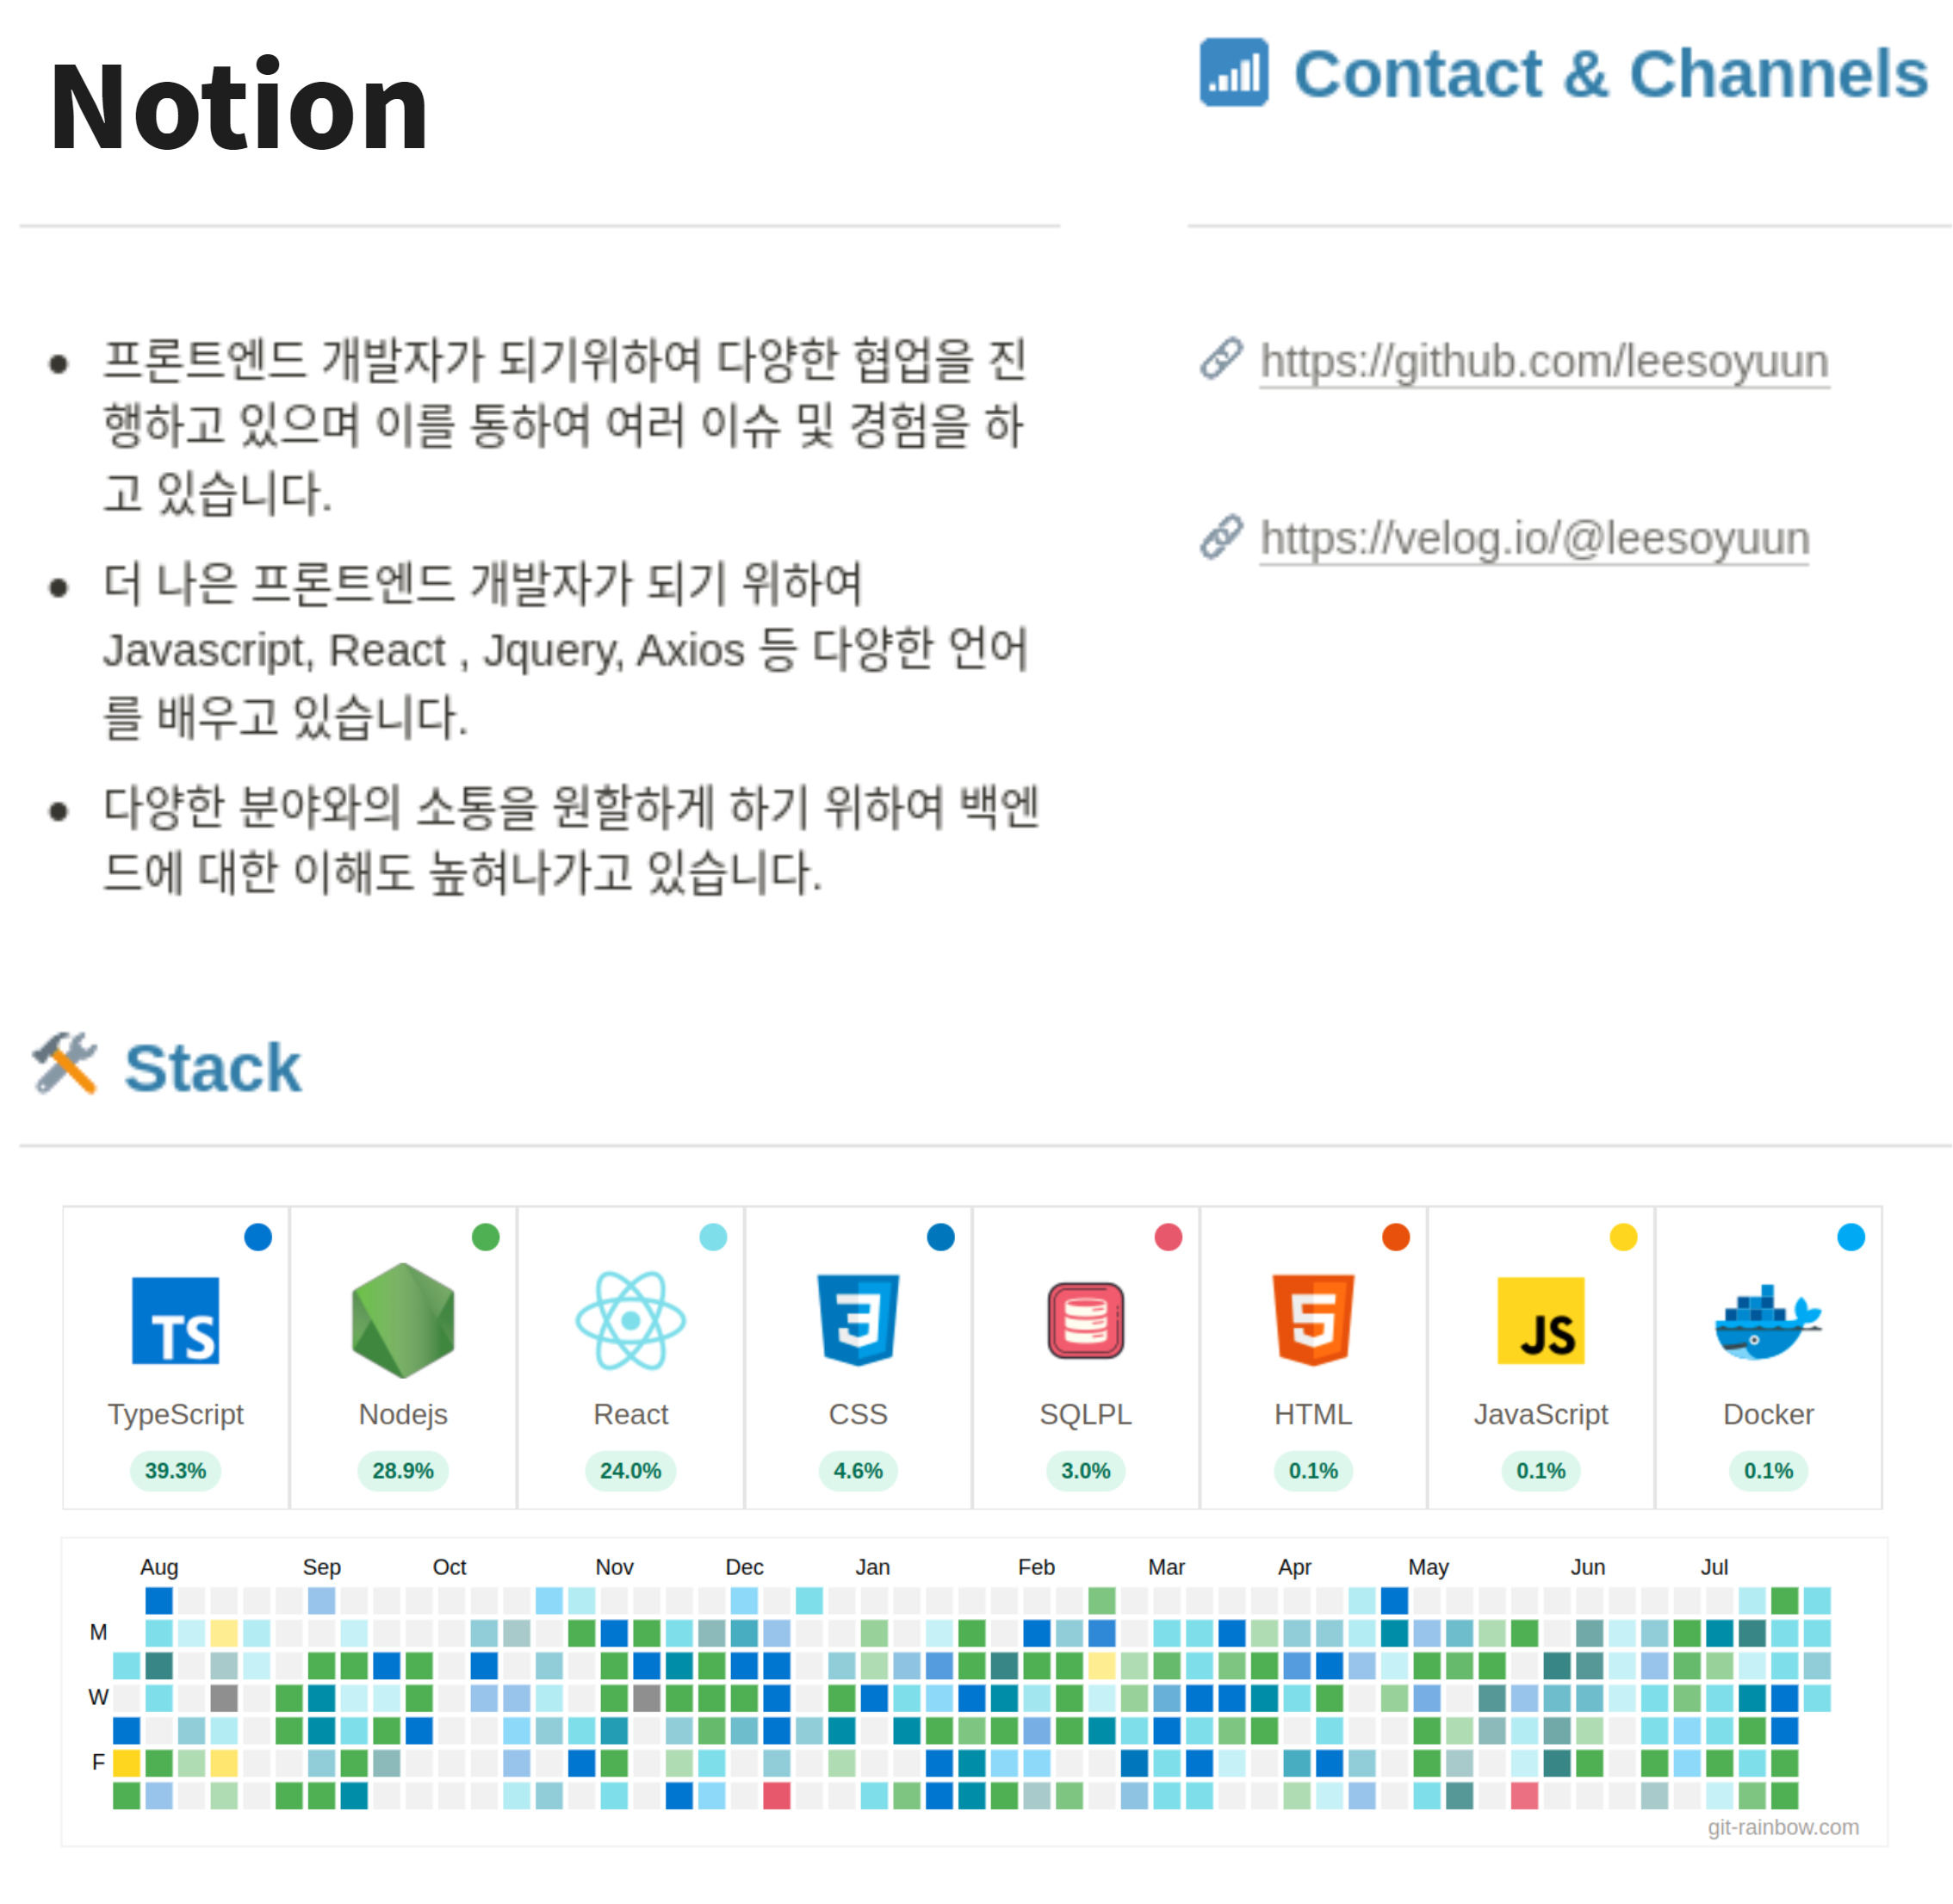 Notion
프론트엔드 개발자가 되기위하여 다양한 협업을 진
행하고 있으며 이를 통하여 여러 이슈 및 경험을 하
고 있습니다.
더 나은 프론트엔드 개발자가 되기 위하여
Javascript, React , Jquery, Axios 등 다양한 언어
를 배우고 있습니다.
다양한 분야와의 소통을 원할하게 하기 위하여 백엔
드에 대한 이해도 높혀나가고 있습니다.
Contact & Channels
https://github.com/leesoyuun
https://velog.io/@leesoyuun
Stack
TS
3
5
JS
TypeScript Nodejs React CSS SQLPL HTML JavaScript Docker
39.3% 28.9% 24.0% 4.6% 3.0% 0.1% 0.1% 0.1%
Aug Sep Oct Nov Dec Jan Feb Mar Apr May Jun Jul
M
W
F
git-rainbow.com